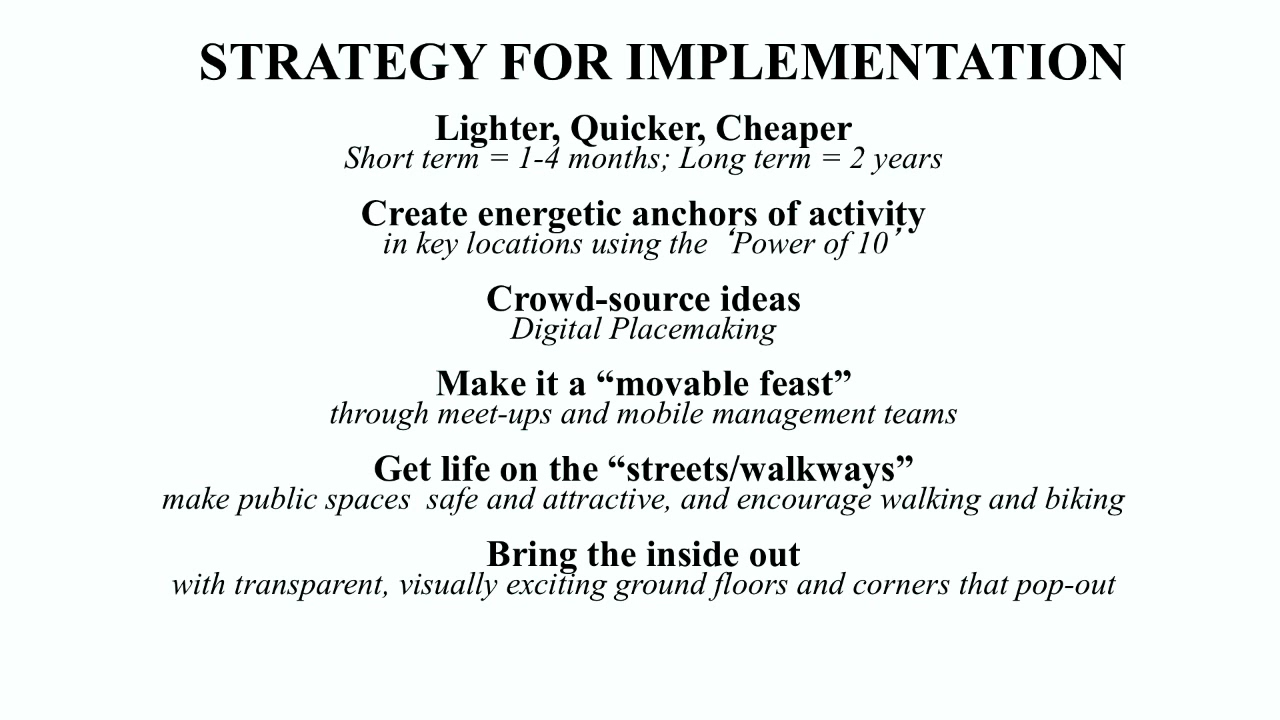 STRATEGY FOR IMPLEMENTATION
Lighter, Quicker, Cheaper
Short term = 1-4 months; Long term = 2 years
Create energetic anchors of activity
in key locations using the ‘Power of 10’
Crowd-source ideas
Digital Placemaking
Make it a “movable feast”
through meet-ups and mobile management teams
Get life on the “streets/walkways”
make public spaces  safe and attractive, and encourage walking and biking
Bring the inside out
with transparent, visually exciting ground floors and corners that pop-out